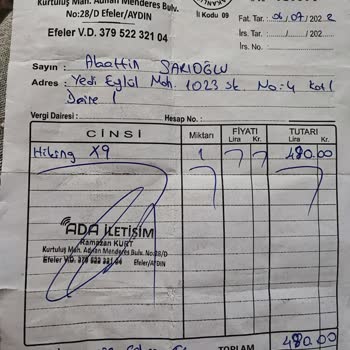 Kurtuluş Mah. Adnan Menderes Bulv.
No:28/D Efeler/AYDIN
Efeler V.D. 379 522 321 04
İl Kodu 09
Fat. Tar. 07/202
İrs. Tar. ...../...../202
İrs. No.:
Sayın : Abattin SARIOĞLU
Adres : Yedi Eylül Mah. 1023 sk. No:4 kat 1
Daire 1
Vergi Dairesi : Hesap No. :
CİNSİ Miktarı FİYATI TUTARI
Lira Kr. Lira Kr.
Hiking X9 1 480.00
ADA İLETİŞİM
Ramazan KURT
Kurtuluş Mah. Adnan Menderes Bulv. No:28/D
Efeler V.D. 379 522 321 04 Efeler/AYDIN
TOPLAM 480.00